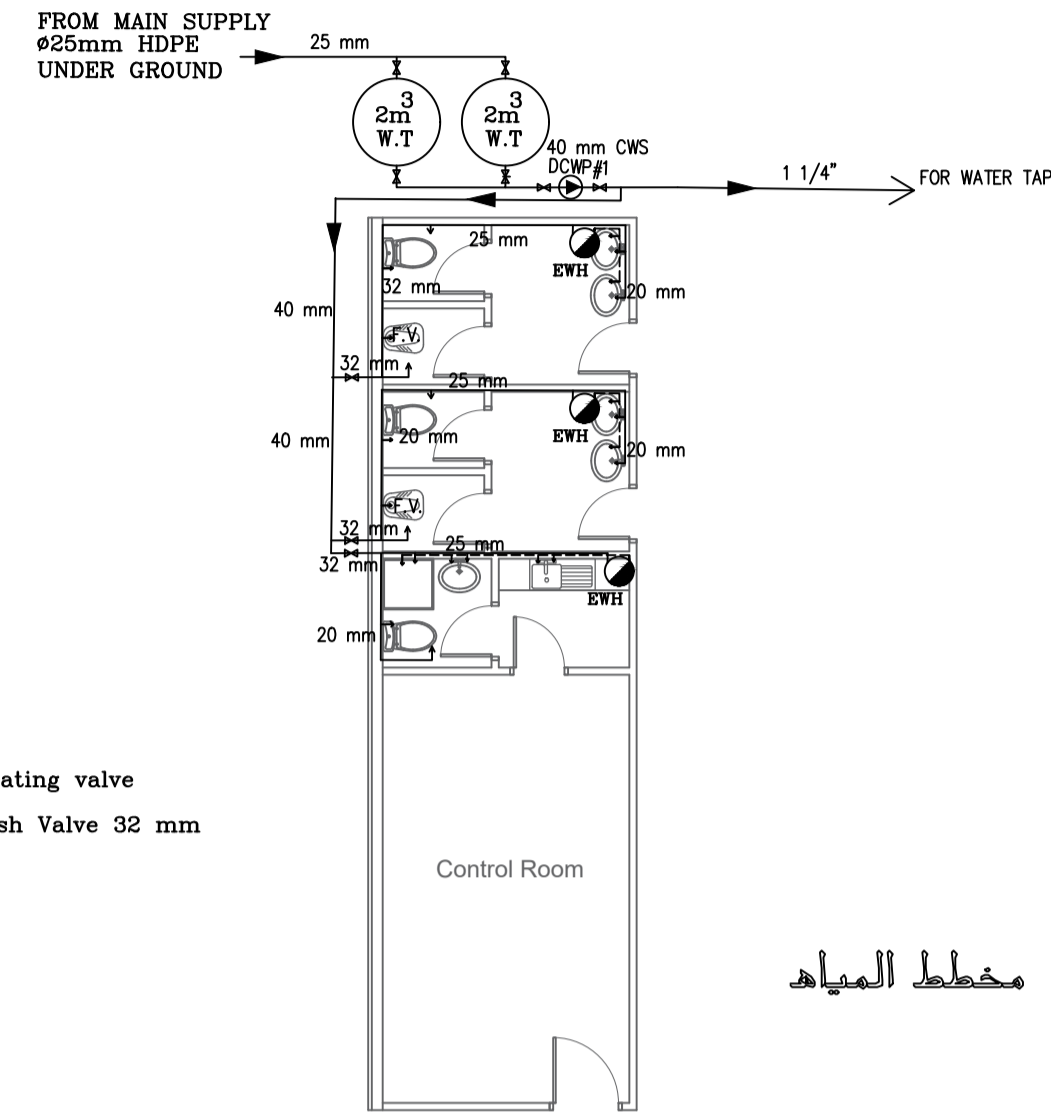 FROM MAIN SUPPLY
ø25mm HDPE
UNDER GROUND
25 mm
2m3
W.T
2m3
W.T
40 mm CWS
DCWP#1
1 1/4"
FOR WATER TAP
25 mm
EWH
32 mm
20 mm
40 mm
F.V.
32 mm
25 mm
EWH
40 mm
20 mm
20 mm
F.V.
32 mm
25 mm
32 mm
EWH
20 mm
ating valve
sh Valve 32 mm
Control Room
مخطط المياه